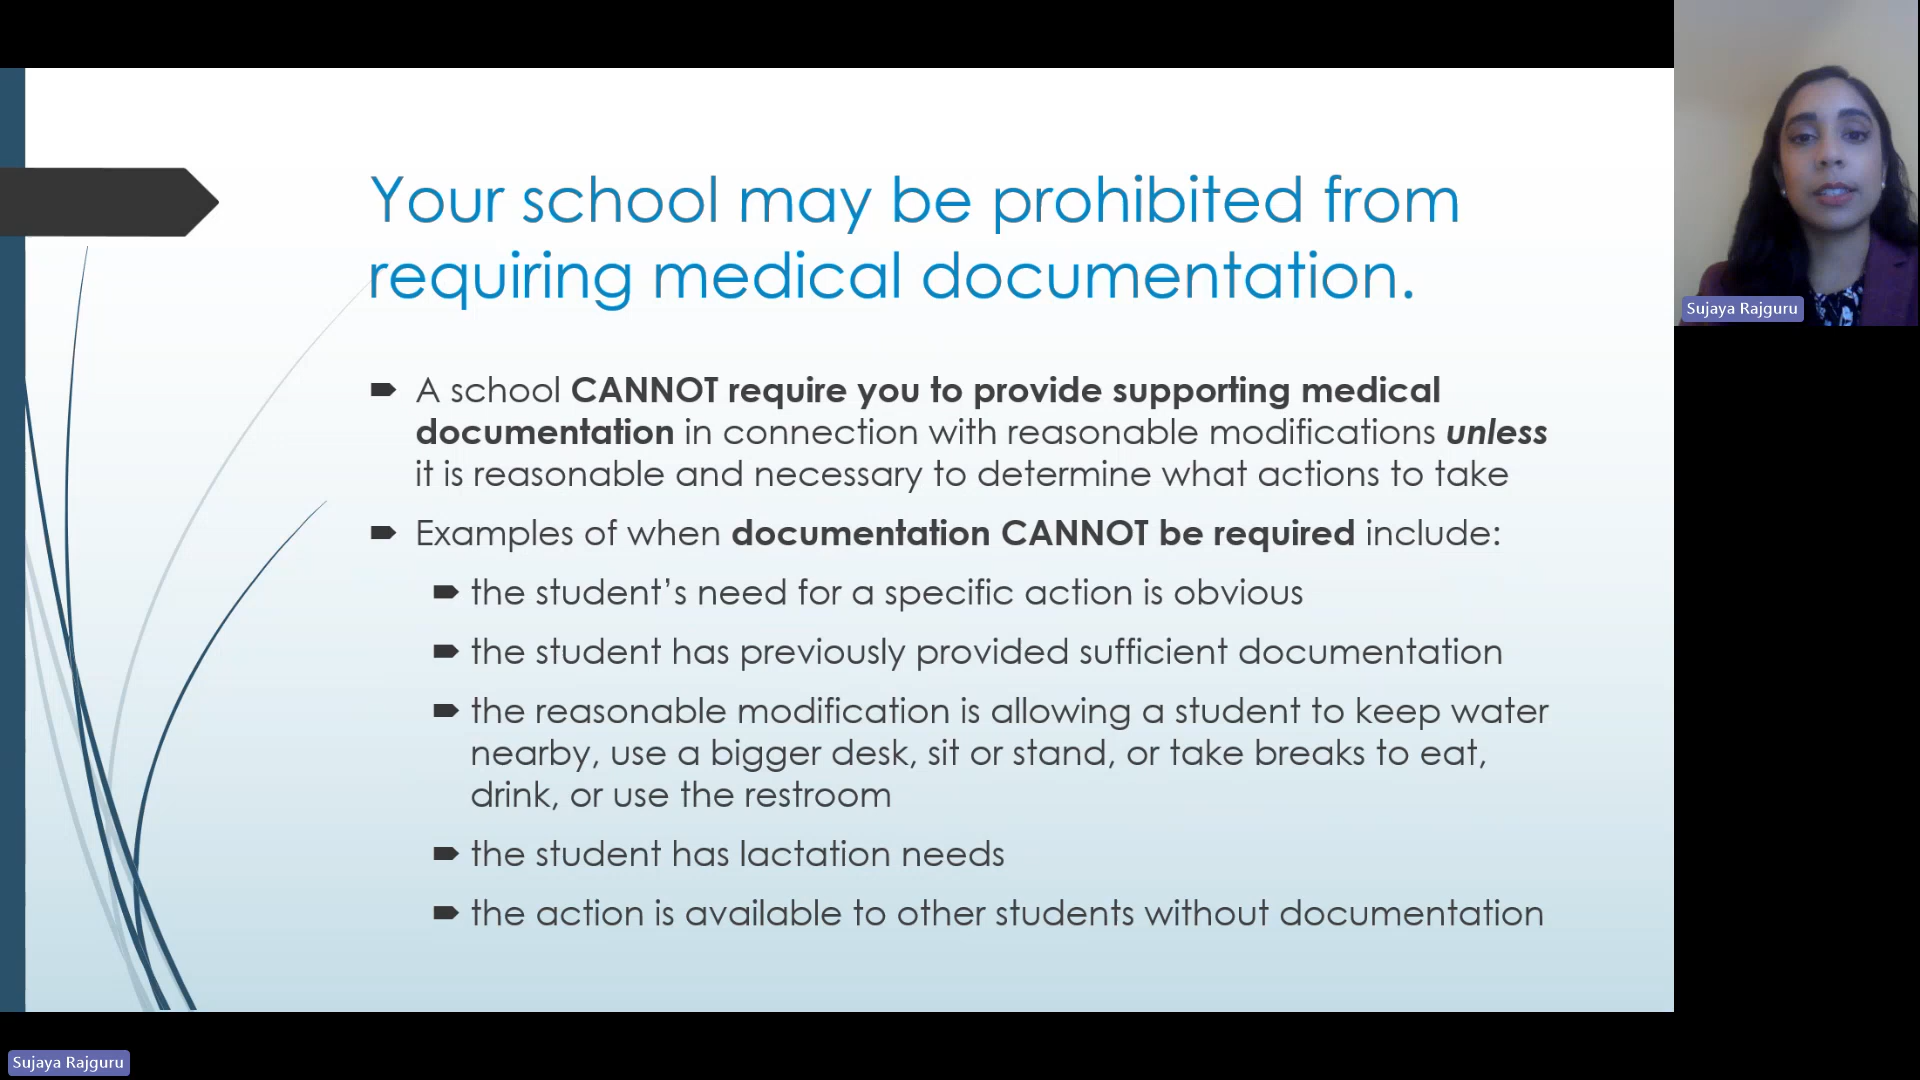 Your school may be prohibited from
requiring medical documentation.
A school CANNOT require you to provide supporting medical
documentation in connection with reasonable modifications unless
it is reasonable and necessary to determine what actions to take
Examples of when documentation CANNOT be required include:
the student’s need for a specific action is obvious
the student has previously provided sufficient documentation
the reasonable modification is allowing a student to keep water
nearby, use a bigger desk, sit or stand, or take breaks to eat,
drink, or use the restroom
the student has lactation needs
the action is available to other students without documentation
Sujaya Rajguru
Sujaya Rajguru